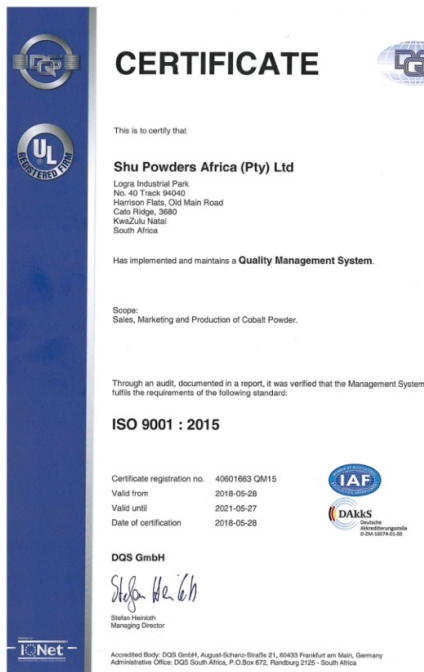 DQS
CERTIFICATE
UL
REGISTERED FIRM
This is to certify that
Shu Powders Africa (Pty) Ltd
Logra Industrial Park
No. 40 Track 94040
Harrison Flats, Old Main Road
Cato Ridge, 3680
KwaZulu Natal
South Africa
Has implemented and maintains a Quality Management System.
Scope:
Sales, Marketing and Production of Cobalt Powder.
Through an audit, documented in a report, it was verified that the Management System
fulfils the requirements of the following standard:
ISO 9001 : 2015
Certificate registration no. 40601663 QM15
Valid from 2018-05-28
Valid until 2021-05-27
Date of certification 2018-05-28
IAF
DAkkS
Deutsche
Akkreditierungsstelle
D-ZM-16074-01-00
DQS GmbH
Stefan Heinloth
Managing Director
IQNet
Accredited Body: DQS GmbH, August-Schanz-Straße 21, 60433 Frankfurt am Main, Germany
Administrative Office: DQS South Africa, P.O.Box 672, Randburg 2125 - South Africa